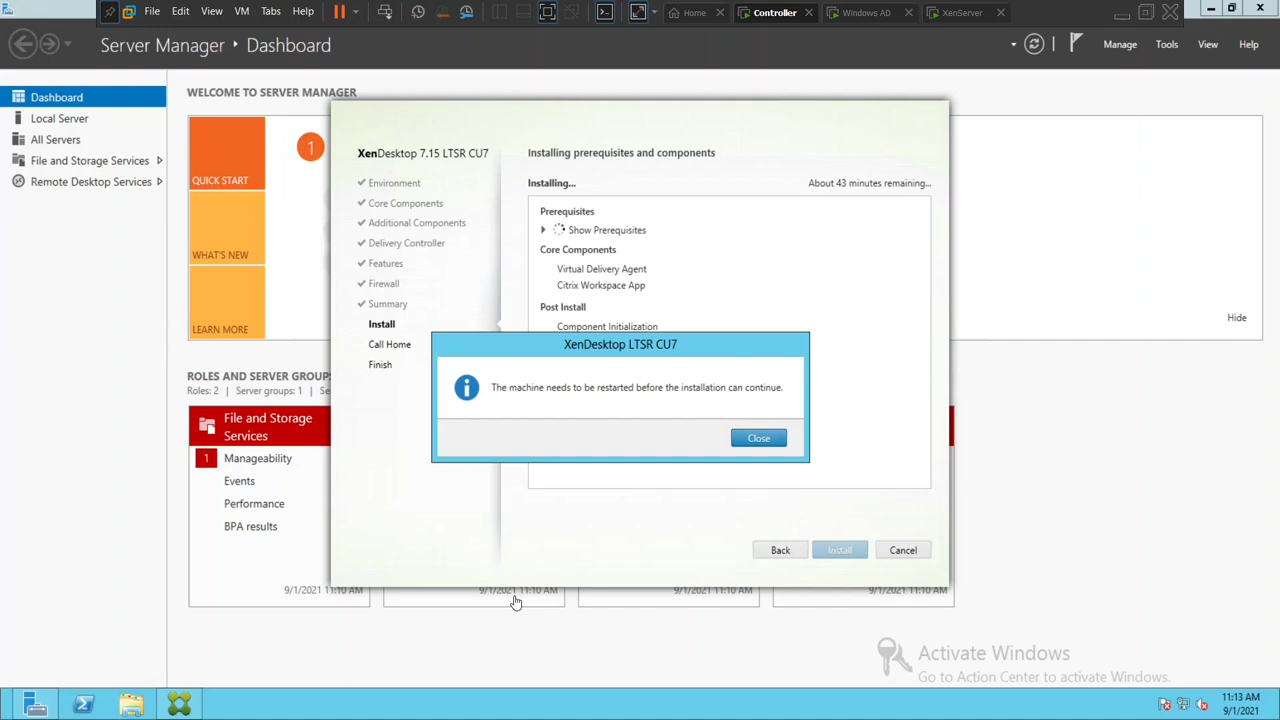 File Edit View VM Tabs Help Home Controller Windows AD XenServer
Server Manager Dashboard Manage Tools View Help
Dashboard
Local Server
All Servers
File and Storage Services
Remote Desktop Services
WELCOME TO SERVER MANAGER
QUICK START
1
WHAT'S NEW
LEARN MORE
Hide
ROLES AND SERVER GROUPS
Roles: 2 | Server groups: 1 | Se
File and Storage
Services
1 Manageability
Events
Performance
BPA results
9/1/2021 11:10 AM
9/1/2021 11:10 AM
9/1/2021 11:10 AM
9/1/2021 11:10 AM
XenDesktop 7.15 LTSR CU7
Environment
Core Components
Additional Components
Delivery Controller
Features
Firewall
Summary
Install
Call Home
Finish
Installing prerequisites and components
Installing... About 43 minutes remaining...
Prerequisites
Show Prerequisites
Core Components
Virtual Delivery Agent
Citrix Workspace App
Post Install
Component Initialization
XenDesktop LTSR CU7
The machine needs to be restarted before the installation can continue.
Close
Back Install Cancel
Activate Windows
Go to Action Center to activate Windows.
11:13 AM
9/1/2021